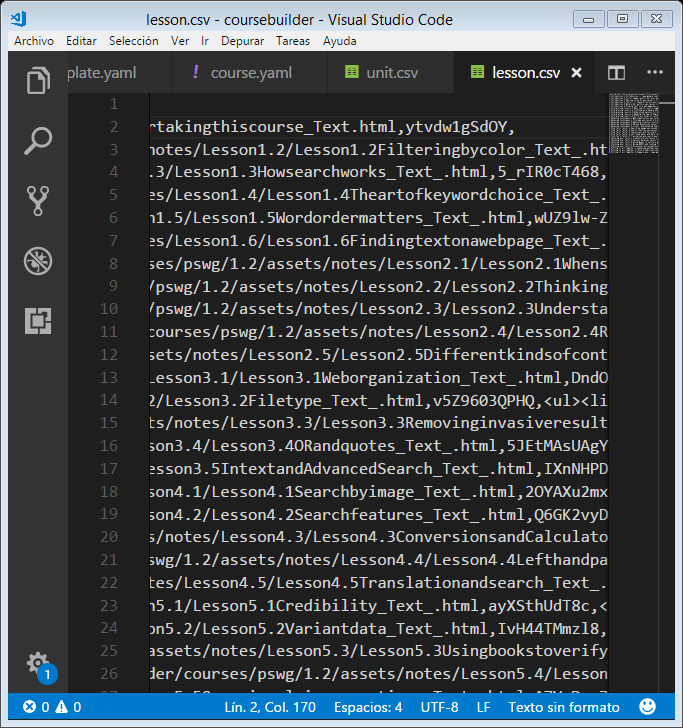 lesson.csv - coursebuilder - Visual Studio Code
Archivo Editar Selección Ver Ir Depurar Tareas Ayuda
plate.yaml ! course.yaml unit.csv lesson.csv
1
2 rtakingthiscourse_Text.html,ytvdw1gSdOY,
3 notes/Lesson1.2/Lesson1.2Filteringbycolor_Text_.ht
4 .3/Lesson1.3Howsearchworks_Text_.html,5_rIR0cT468,
5 es/Lesson1.4/Lesson1.4Theartofkeywordchoice_Text_.
6 n1.5/Lesson1.5Wordordermatters_Text_.html,wUZ9lw-Z
7 es/Lesson1.6/Lesson1.6Findingtextonawebpage_Text_.
8 ses/pswg/1.2/assets/notes/Lesson2.1/Lesson2.1Whens
9 /pswg/1.2/assets/notes/Lesson2.2/Lesson2.2Thinking
10 /pswg/1.2/assets/notes/Lesson2.3/Lesson2.3Understa
11 courses/pswg/1.2/assets/notes/Lesson2.4/Lesson2.4R
12 sets/notes/Lesson2.5/Lesson2.5Differentkindsofcont
13 Lesson3.1/Lesson3.1Weborganization_Text_.html,DndO
14 2/Lesson3.2Filetype_Text_.html,v5Z9603QPHQ,<ul><li
15 ts/notes/Lesson3.3/Lesson3.3Removinginvasiveresult
16 sson3.4/Lesson3.4ORandquotes_Text_.html,5JEtMAsUAgY
17 Lesson3.5IntextandAdvancedSearch_Text_.html,IXnNHPD
18 Lesson4.1/Lesson4.1Searchbyimage_Text_.html,2OYAXu2mx
19 sson4.2/Lesson4.2Searchfeatures_Text_.html,Q6GK2vyD
20 s/notes/Lesson4.3/Lesson4.3ConversionsandCalculato
21 swg/1.2/assets/notes/Lesson4.4/Lesson4.4Lefthandpa
22 tes/Lesson4.5/Lesson4.5Translationandsearch_Text_.
23 n5.1/Lesson5.1Credibility_Text_.html,ayXSthUdT8c,<
24 on5.2/Lesson5.2Variantdata_Text_.html,IvH44TMmzl8,
25 assets/notes/Lesson5.3/Lesson5.3Usingbookstoverify
26 der/courses/pswg/1.2/assets/notes/Lesson5.4/Lesson
1
0 0 Lín. 2, Col. 170 Espacios: 4 UTF-8 LF Texto sin formato